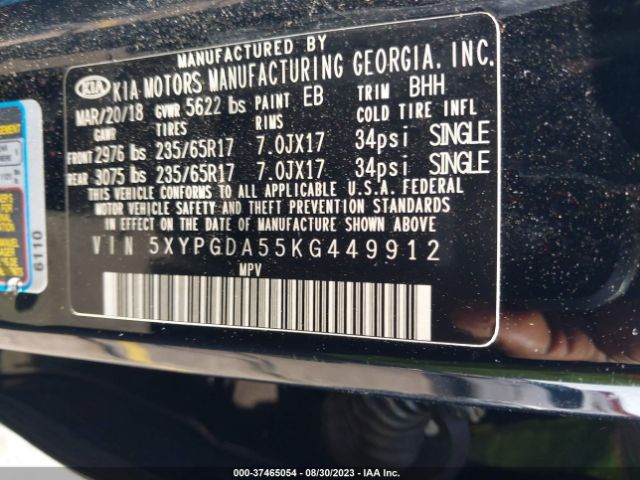 MANUFACTURED BY
KIA KIA MOTORS MANUFACTURING GEORGIA, INC.
MAR/20/18 GVWR 5622 lbs PAINT EB TRIM BHH
GAWR TIRES RIMS COLD TIRE INFL
FRONT 2976 lbs 235/65R17 7.0JX17 34psi SINGLE
REAR 3075 lbs 235/65R17 7.0JX17 34psi SINGLE
THIS VEHICLE CONFORMS TO ALL APPLICABLE U.S.A. FEDERAL
MOTOR VEHICLE SAFETY AND THEFT PREVENTION STANDARDS
IN EFFECT ON THE DATE OF MANUFACTURE SHOWN ABOVE.
VIN 5XYPGDA55KG449912
MPV
6110
000-37465054 - 08/30/2023 - IAA Inc.